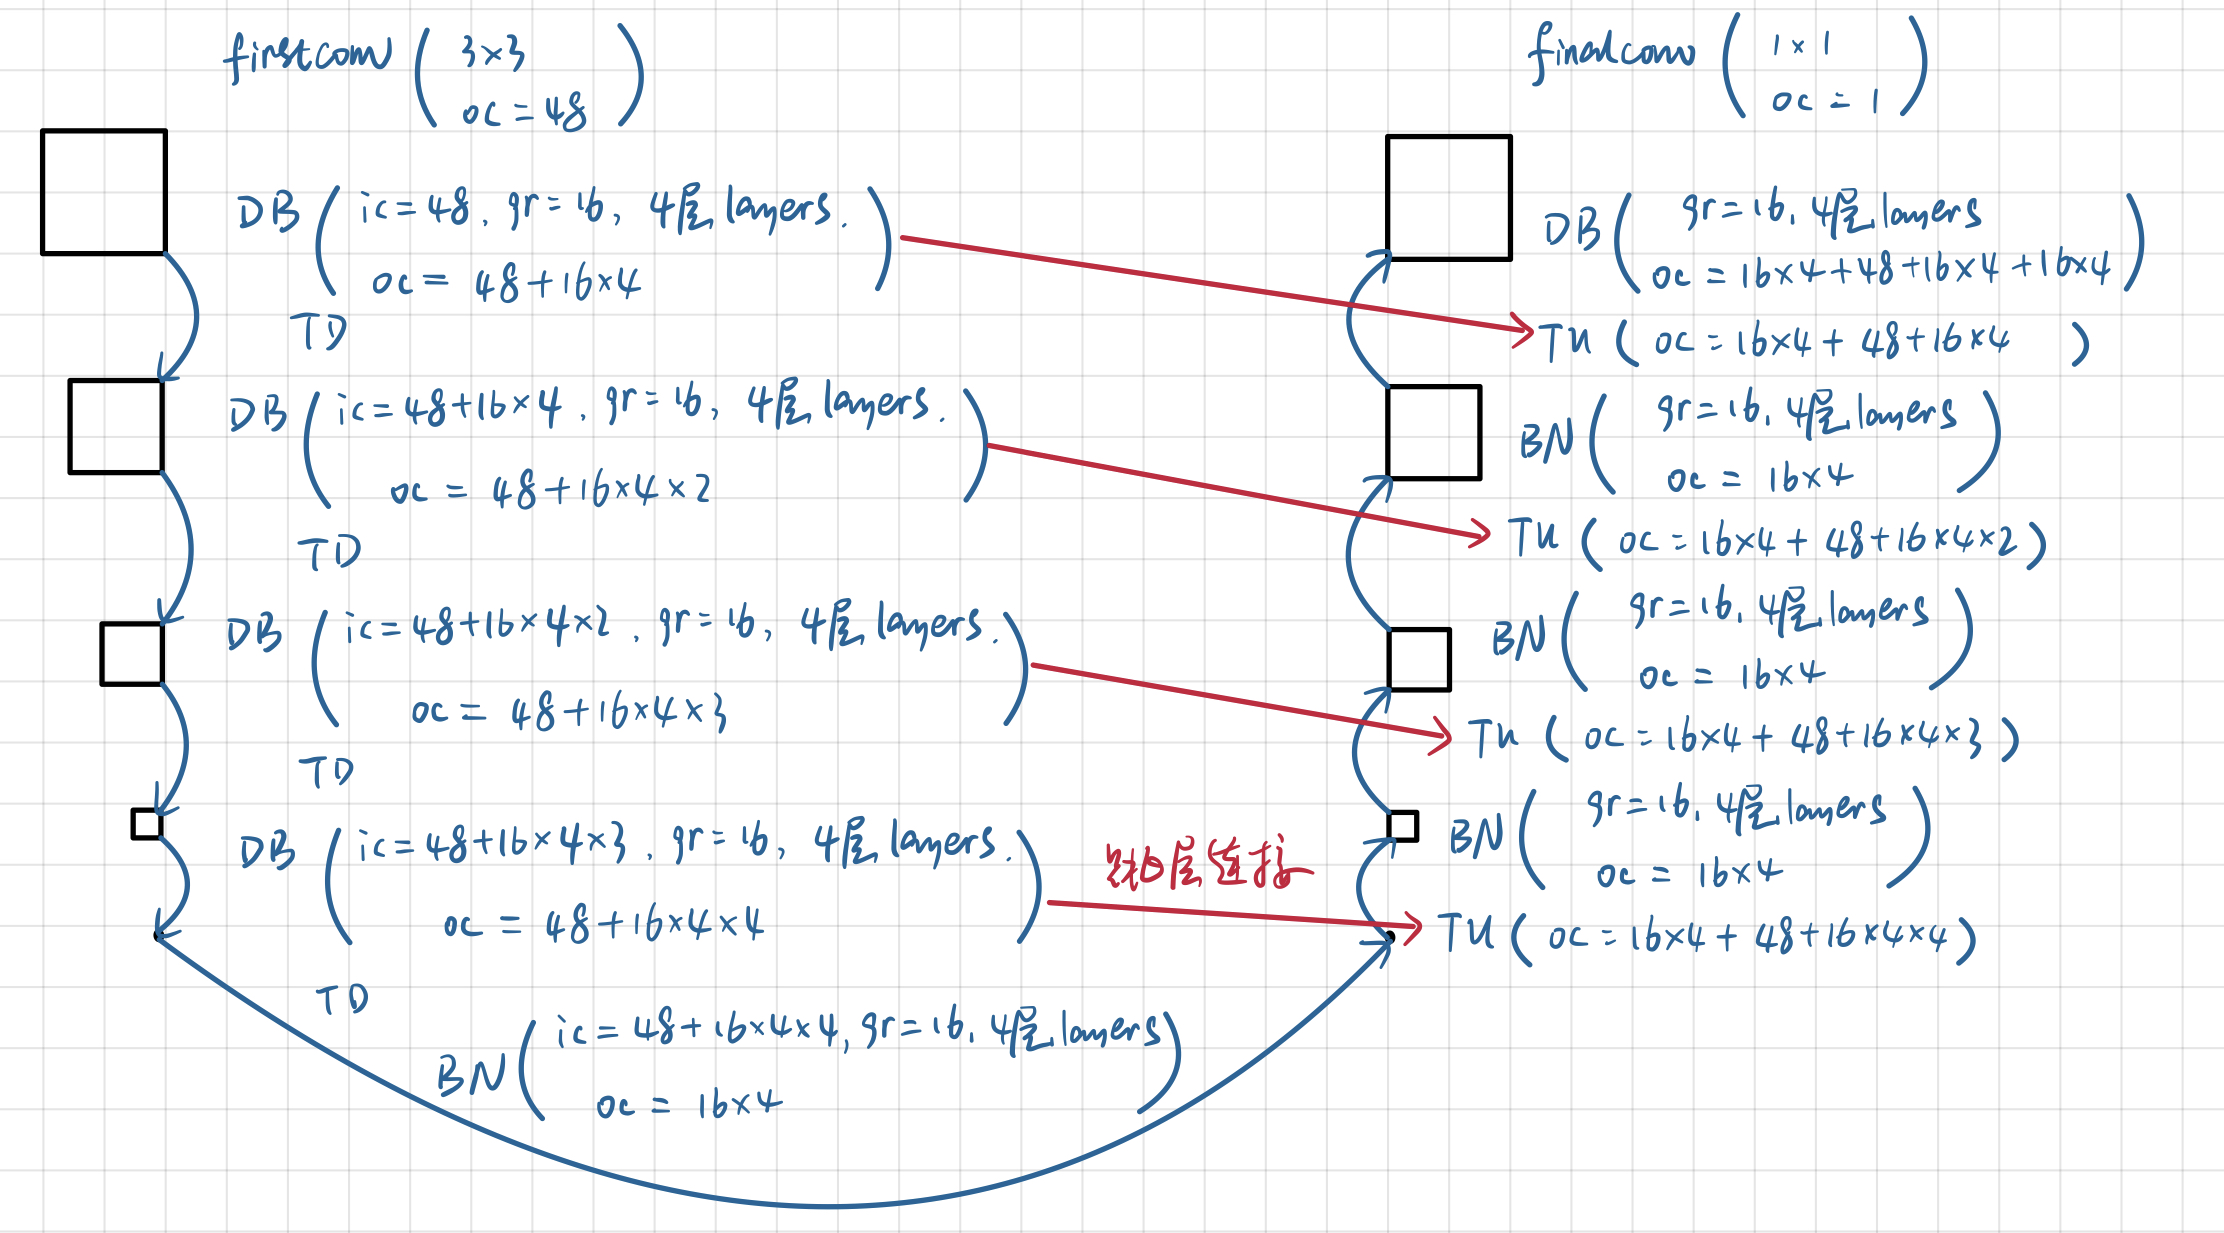 firstconv ( 3×3
oc = 48 )
DB ( ic = 48, gr = 16, 4层 layers.
oc = 48+16×4 )
TD
DB ( ic = 48+16×4, gr = 16, 4层 layers.
oc = 48+16×4×2 )
TD
DB ( ic = 48+16×4×2, gr = 16, 4层 layers.
oc = 48+16×4×3 )
TD
DB ( ic = 48+16×4×3, gr = 16, 4层 layers.
oc = 48+16×4×4 )
TD
BN ( ic = 48+16×4×4, gr = 16, 4层 layers
oc = 16×4 )
跳层连接
finalconv ( 1×1
oc = 1 )
DB ( gr = 16, 4层 layers
oc = 16×4+48+16×4+16×4 )
TU ( oc = 16×4+48+16×4 )
BN ( gr = 16, 4层 layers
oc = 16×4 )
TU ( oc = 16×4+48+16×4×2 )
BN ( gr = 16, 4层 layers
oc = 16×4 )
TU ( oc = 16×4+48+16×4×3 )
BN ( gr = 16, 4层 layers
oc = 16×4 )
TU ( oc = 16×4+48+16×4×4 )